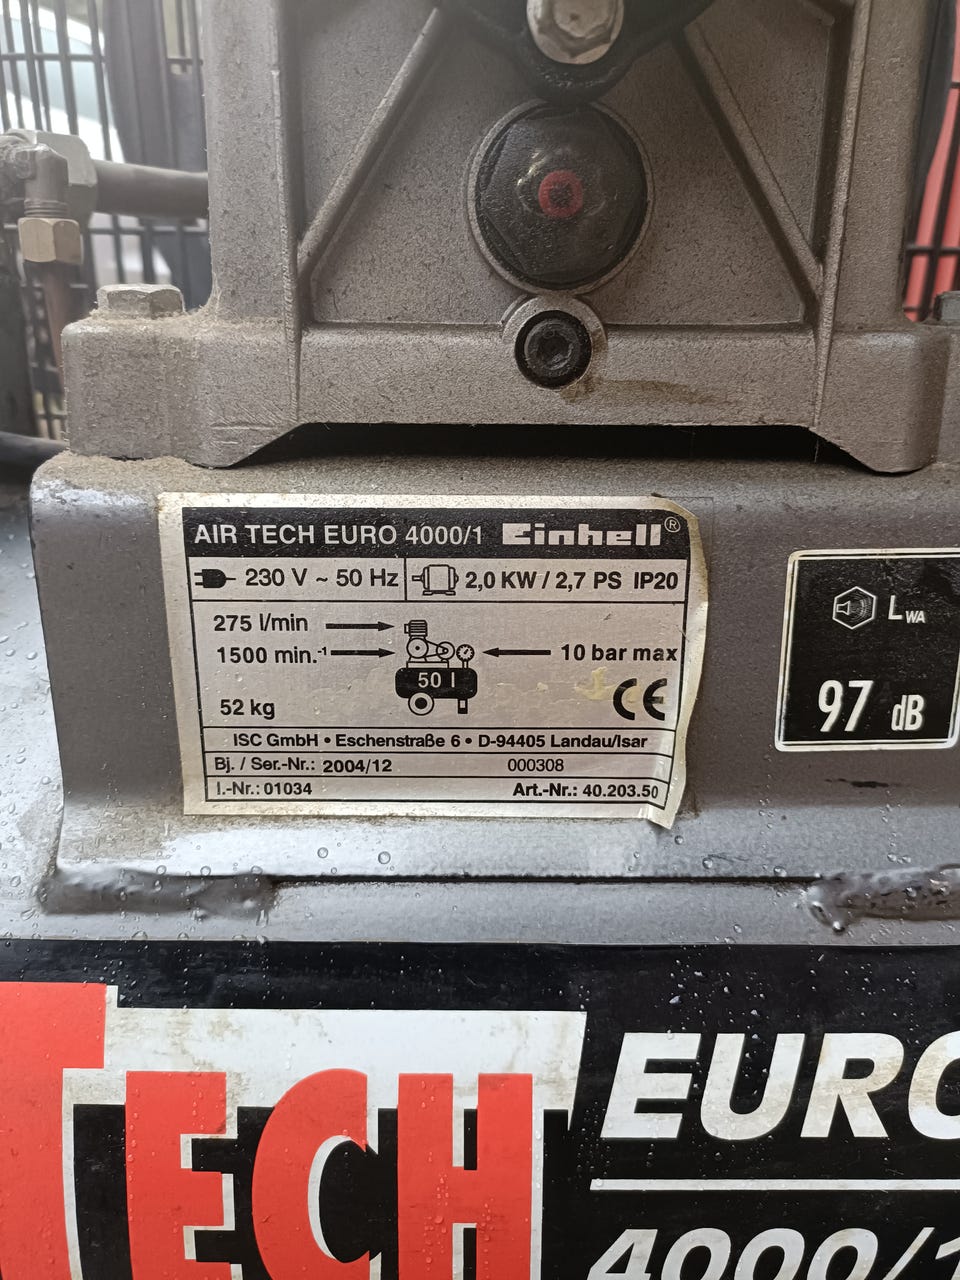 AIR TECH EURO 4000/1 Einhell®
230 V ~ 50 Hz 2,0 KW / 2,7 PS IP20
275 l/min
1500 min.-1 10 bar max
50 l
52 kg CE
ISC GmbH • Eschenstraße 6 • D-94405 Landau/Isar
Bj. / Ser.-Nr.: 2004/12 000308
I.-Nr.: 01034 Art.-Nr.: 40.203.50
LWA
97 dB
TECH EURO
4000/1